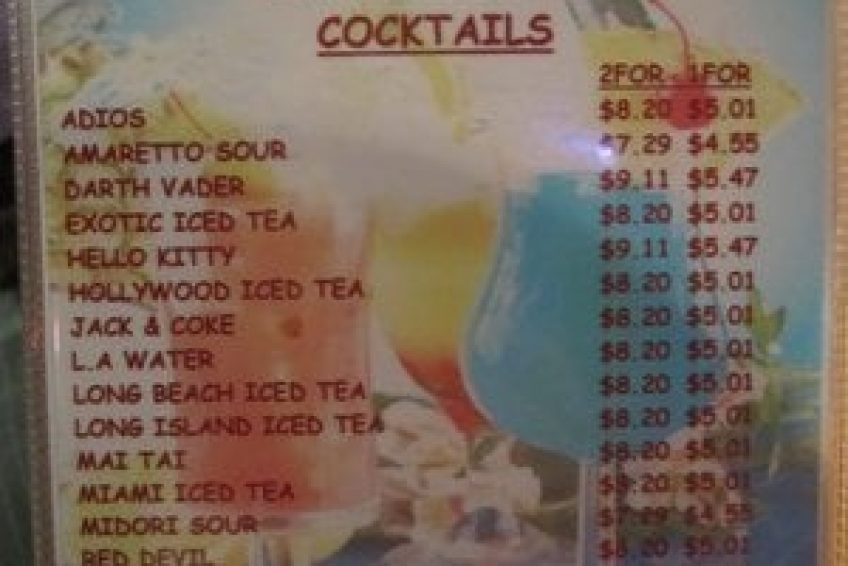 COCKTAILS
2FOR - 1FOR
ADIOS $8.20 $5.01
AMARETTO SOUR $7.29 $4.55
DARTH VADER $9.11 $5.47
EXOTIC ICED TEA $8.20 $5.01
HELLO KITTY $9.11 $5.47
HOLLYWOOD ICED TEA $8.20 $5.01
JACK & COKE $8.20 $5.01
L.A WATER $8.20 $5.01
LONG BEACH ICED TEA $8.20 $5.01
LONG ISLAND ICED TEA $8.20 $5.01
MAI TAI $8.20 $5.01
MIAMI ICED TEA $8.20 $5.01
MIDORI SOUR $7.29 $4.55
RED DEVIL $8.20 $5.01